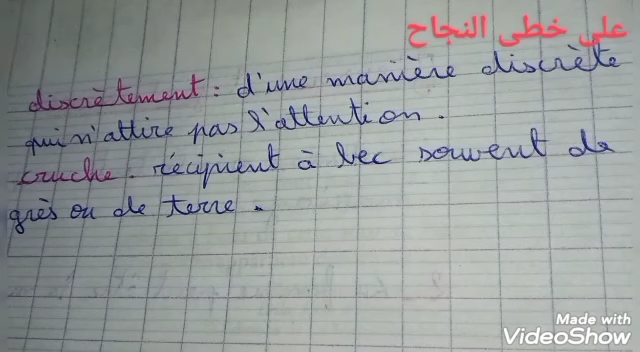 على خطى النجاح
discrètement : d'une manière discrète
qui n'attire pas l'attention.
cruche. récipient à bec souvent de
grès ou de terre.
Made with
VideoShow